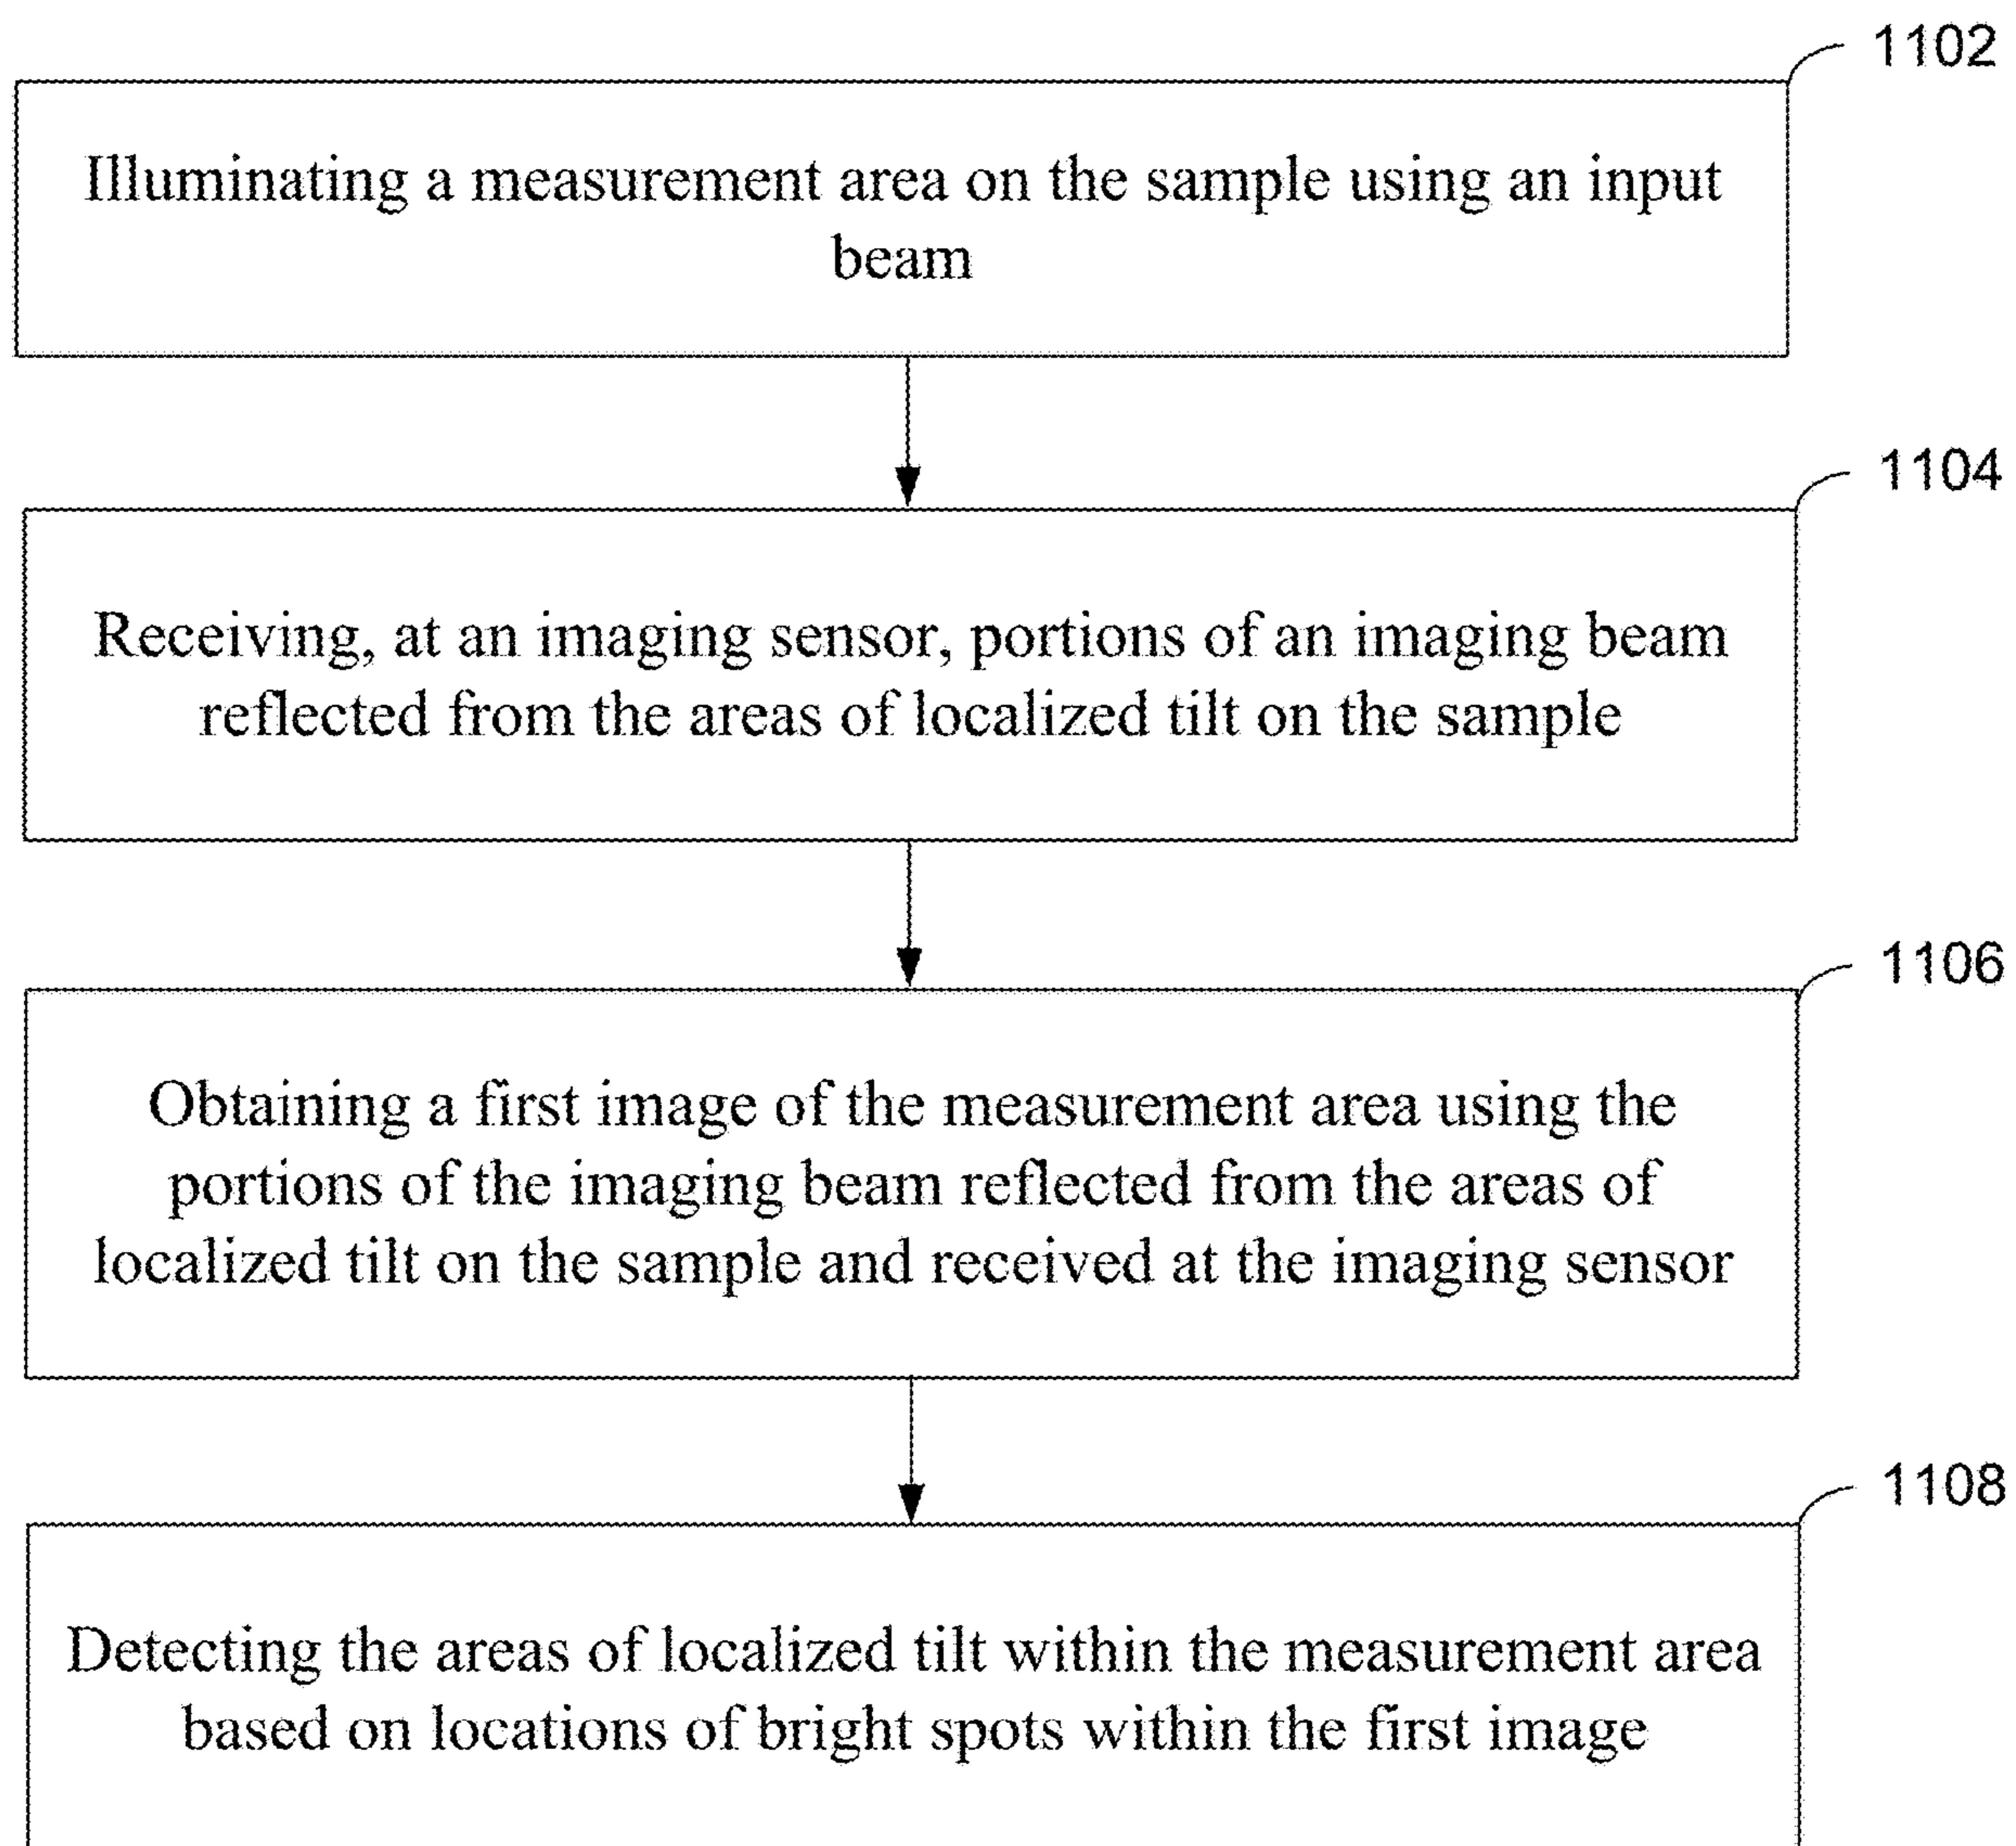 1102
Illuminating a measurement area on the sample using an input
beam
1104
Receiving, at an imaging sensor, portions of an imaging beam
reflected from the areas of localized tilt on the sample
1106
Obtaining a first image of the measurement area using the
portions of the imaging beam reflected from the areas of
localized tilt on the sample and received at the imaging sensor
1108
Detecting the areas of localized tilt within the measurement area
based on locations of bright spots within the first image